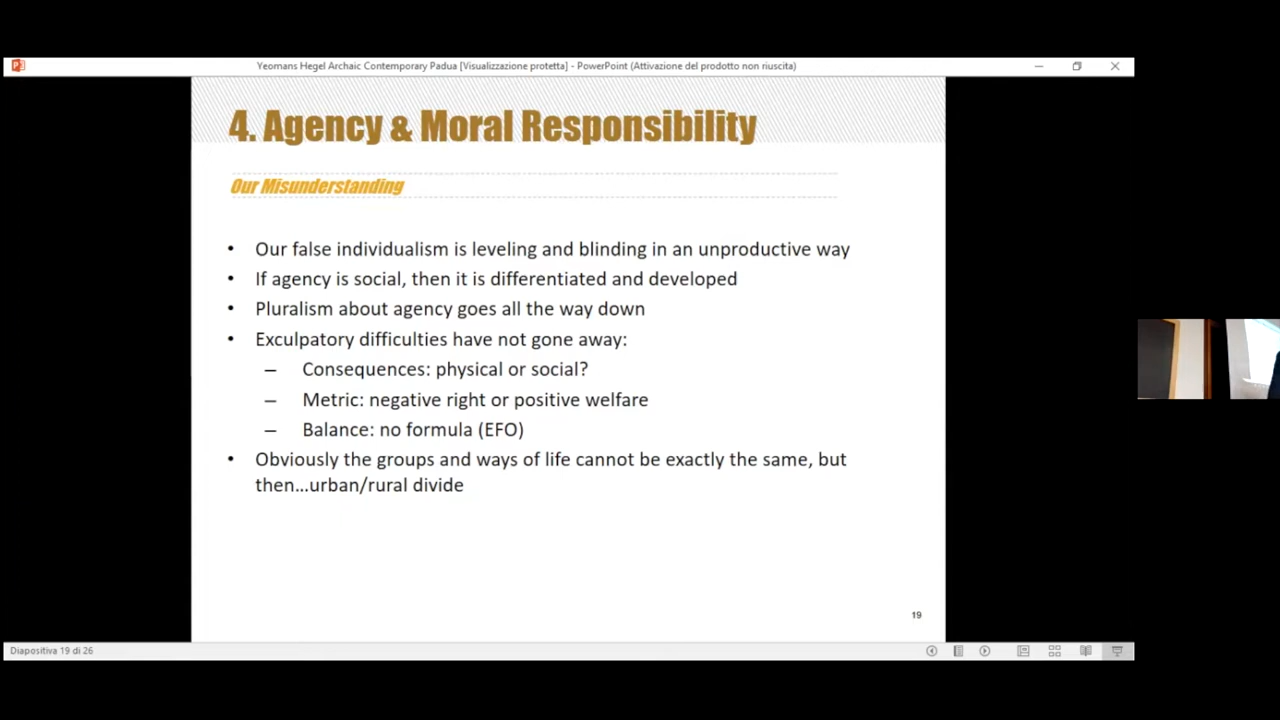 Yeomans Hegel Archaic Contemporary Padua [Visualizzazione protetta] - PowerPoint (Attivazione del prodotto non riuscita)
4. Agency & Moral Responsibility
Our Misunderstanding
• Our false individualism is leveling and blinding in an unproductive way
• If agency is social, then it is differentiated and developed
• Pluralism about agency goes all the way down
• Exculpatory difficulties have not gone away:
– Consequences: physical or social?
– Metric: negative right or positive welfare
– Balance: no formula (EFO)
• Obviously the groups and ways of life cannot be exactly the same, but
then...urban/rural divide
19
Diapositiva 19 di 26